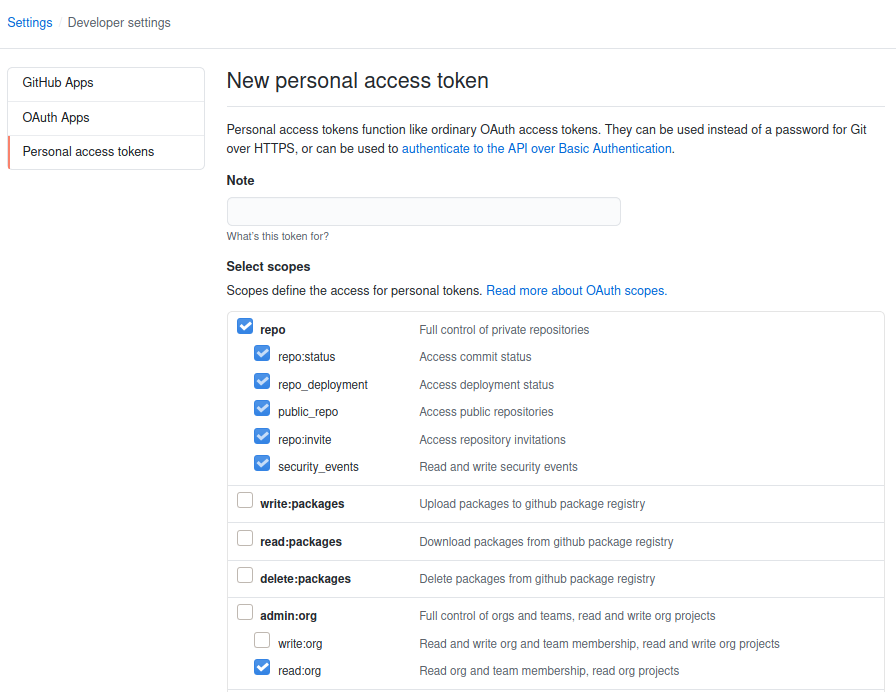 Settings / Developer settings
GitHub Apps
OAuth Apps
Personal access tokens
New personal access token
Personal access tokens function like ordinary OAuth access tokens. They can be used instead of a password for Git
over HTTPS, or can be used to authenticate to the API over Basic Authentication.
Note
What's this token for?
Select scopes
Scopes define the access for personal tokens. Read more about OAuth scopes.
repo Full control of private repositories
repo:status Access commit status
repo_deployment Access deployment status
public_repo Access public repositories
repo:invite Access repository invitations
security_events Read and write security events
write:packages Upload packages to github package registry
read:packages Download packages from github package registry
delete:packages Delete packages from github package registry
admin:org Full control of orgs and teams, read and write org projects
write:org Read and write org and team membership, read and write org projects
read:org Read org and team membership, read org projects